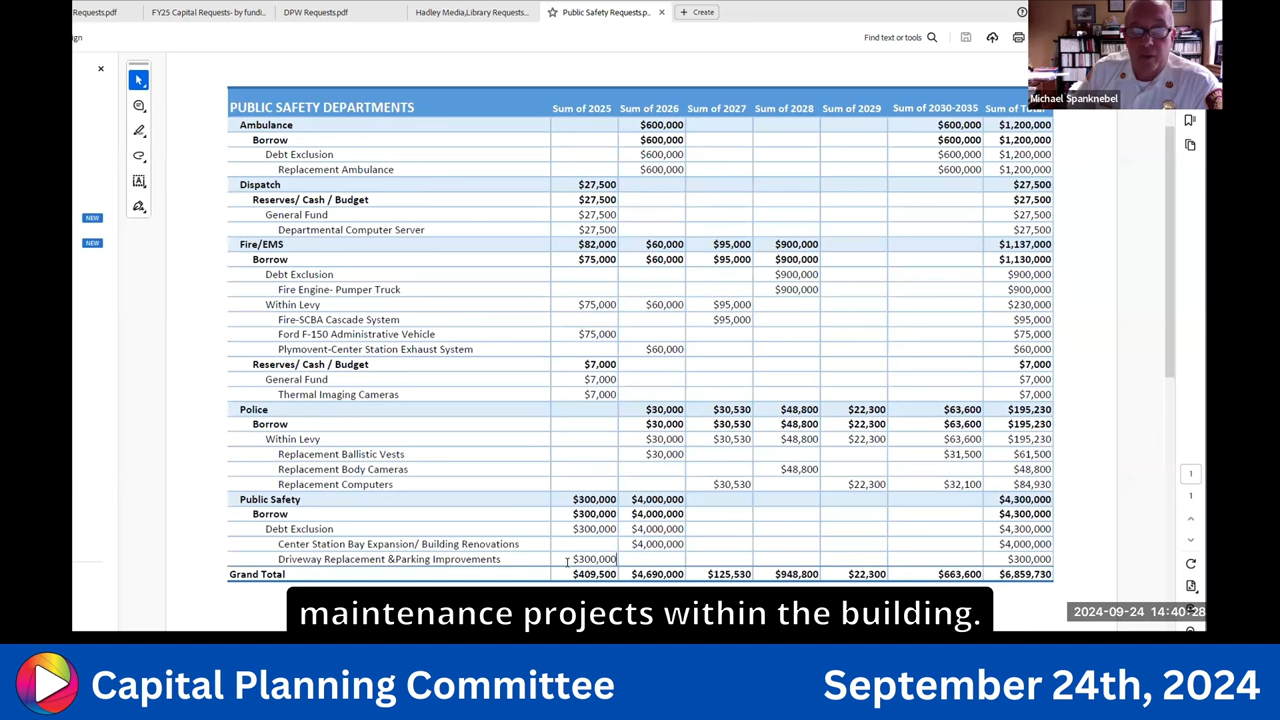 Requests.pdf FY25 Capital Requests- by fundi... DPW Requests.pdf Hadley Media,Library Requests... Public Safety Requests.p... × + Create
ign Find text or tools
Michael Spanknebel
PUBLIC SAFETY DEPARTMENTS Sum of 2025 Sum of 2026 Sum of 2027 Sum of 2028 Sum of 2029 Sum of 2030-2035 Sum of Total
Ambulance $600,000 $600,000 $1,200,000
Borrow $600,000 $600,000 $1,200,000
Debt Exclusion $600,000 $600,000 $1,200,000
Replacement Ambulance $600,000 $600,000 $1,200,000
Dispatch $27,500 $27,500
Reserves/ Cash / Budget $27,500 $27,500
General Fund $27,500 $27,500
Departmental Computer Server $27,500 $27,500
Fire/EMS $82,000 $60,000 $95,000 $900,000 $1,137,000
Borrow $75,000 $60,000 $95,000 $900,000 $1,130,000
Debt Exclusion $900,000 $900,000
Fire Engine- Pumper Truck $900,000 $900,000
Within Levy $75,000 $60,000 $95,000 $230,000
Fire-SCBA Cascade System $95,000 $95,000
Ford F-150 Administrative Vehicle $75,000 $75,000
Plymovent-Center Station Exhaust System $60,000 $60,000
Reserves/ Cash / Budget $7,000 $7,000
General Fund $7,000 $7,000
Thermal Imaging Cameras $7,000 $7,000
Police $30,000 $30,530 $48,800 $22,300 $63,600 $195,230
Borrow $30,000 $30,530 $48,800 $22,300 $63,600 $195,230
Within Levy $30,000 $30,530 $48,800 $22,300 $63,600 $195,230
Replacement Ballistic Vests $30,000 $31,500 $61,500
Replacement Body Cameras $48,800 $48,800
Replacement Computers $30,530 $22,300 $32,100 $84,930
Public Safety $300,000 $4,000,000 $4,300,000
Borrow $300,000 $4,000,000 $4,300,000
Debt Exclusion $300,000 $4,000,000 $4,300,000
Center Station Bay Expansion/ Building Renovations $4,000,000 $4,000,000
Driveway Replacement &Parking Improvements $300,000 $300,000
Grand Total $409,500 $4,690,000 $125,530 $948,800 $22,300 $663,600 $6,859,730
NEW
NEW
1
1
maintenance projects within the building.
2024-09-24 14:40:28
Capital Planning Committee September 24th, 2024